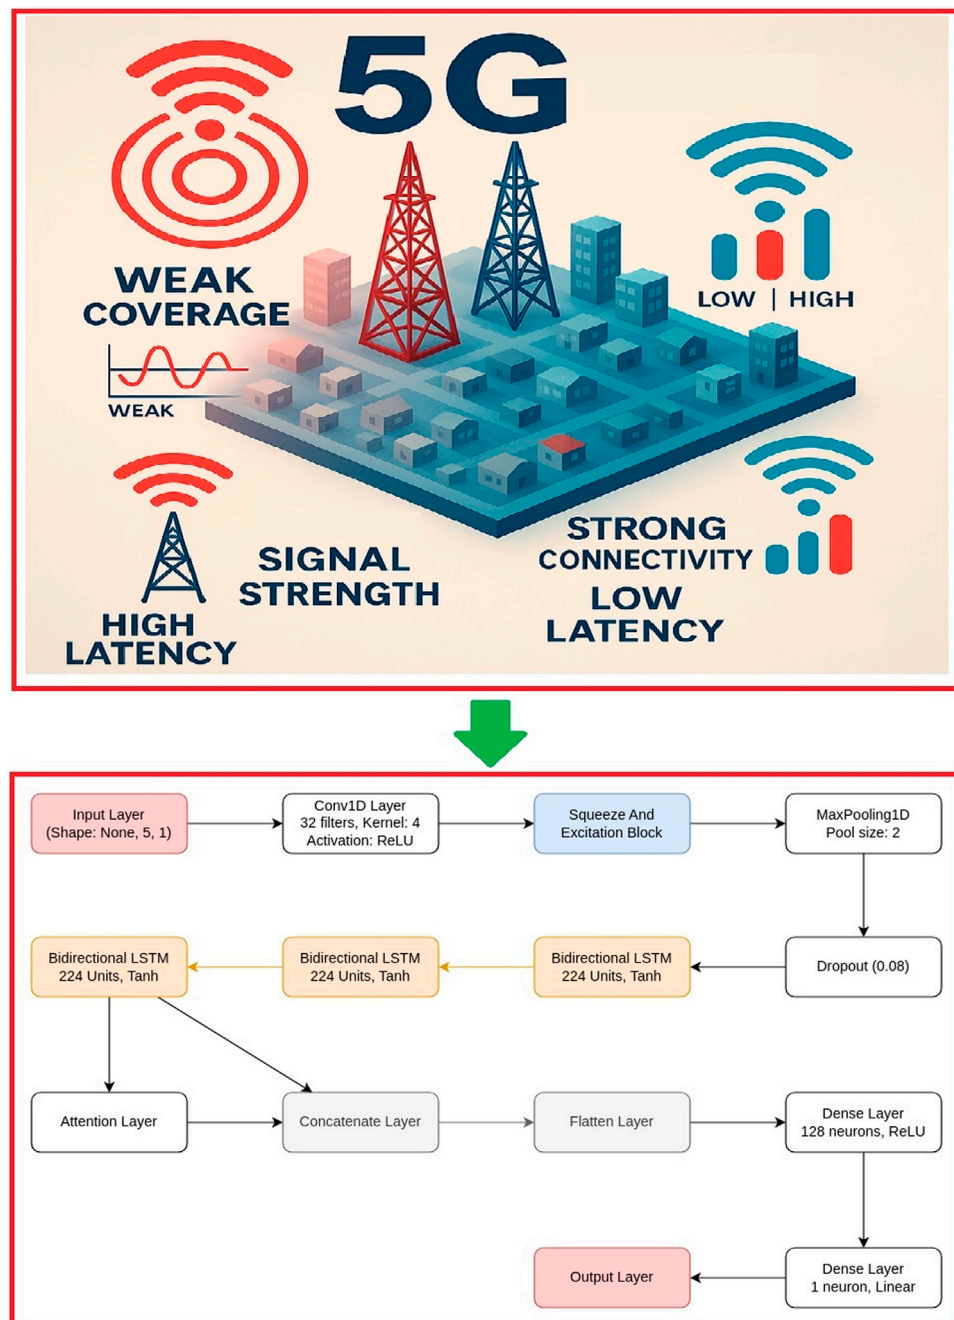 5G
WEAK
COVERAGE
LOW | HIGH
WEAK
SIGNAL
STRENGTH
STRONG
CONNECTIVITY
LOW
LATENCY
HIGH
LATENCY
Input Layer
(Shape: None, 5, 1)
Conv1D Layer
32 filters, Kernel: 4
Activation: ReLU
Squeeze And
Excitation Block
MaxPooling1D
Pool size: 2
Bidirectional LSTM
224 Units, Tanh
Bidirectional LSTM
224 Units, Tanh
Bidirectional LSTM
224 Units, Tanh
Dropout (0.08)
Attention Layer
Concatenate Layer
Flatten Layer
Dense Layer
128 neurons, ReLU
Output Layer
Dense Layer
1 neuron, Linear